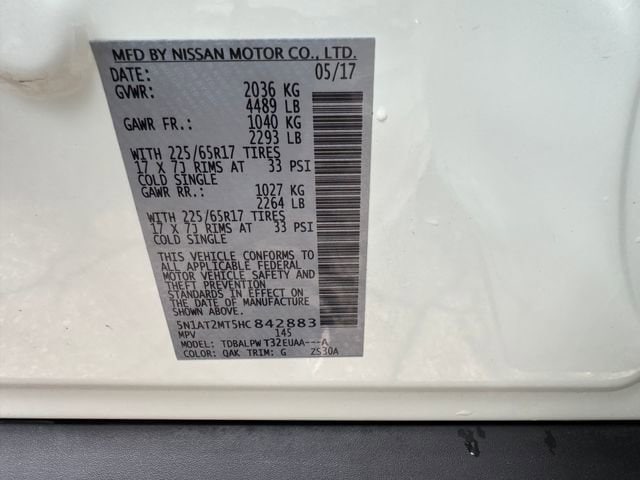 MFD BY NISSAN MOTOR CO., LTD.
DATE: 05/17
GVWR: 2036 KG
4489 LB
GAWR FR.: 1040 KG
2293 LB
WITH 225/65R17 TIRES
17 X 7J RIMS AT 33 PSI
COLD SINGLE
GAWR RR.: 1027 KG
2264 LB
WITH 225/65R17 TIRES
17 X 7J RIMS AT 33 PSI
COLD SINGLE
THIS VEHICLE CONFORMS TO
ALL APPLICABLE FEDERAL
MOTOR VEHICLE SAFETY AND
THEFT PREVENTION
STANDARDS IN EFFECT ON
THE DATE OF MANUFACTURE
SHOWN ABOVE.
5N1AT2MT5HC842883
MPV 145
MODEL: TDBALPW T32EUAA---A
COLOR: QAK TRIM: G ZS30A